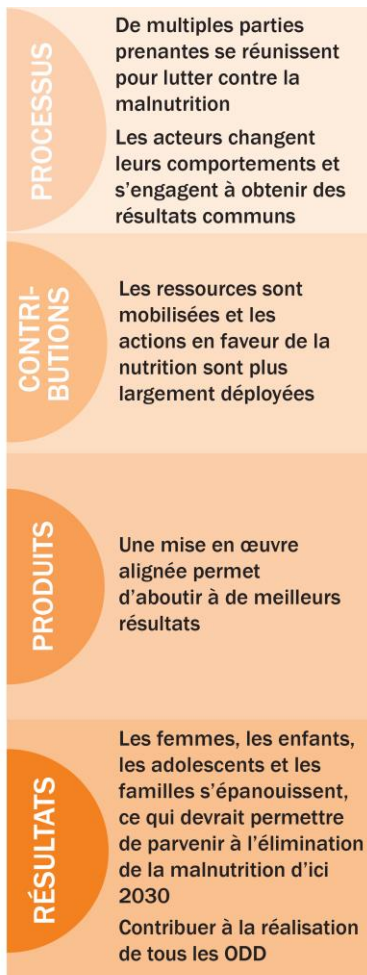 PROCESSUS
De multiples parties
prenantes se réunissent
pour lutter contre la
malnutrition
Les acteurs changent
leurs comportements et
s’engagent à obtenir des
résultats communs
CONTRI-
BUTIONS
Les ressources sont
mobilisées et les
actions en faveur de la
nutrition sont plus
largement déployées
PRODUITS
Une mise en œuvre
alignée permet
d’aboutir à de meilleurs
résultats
RÉSULTATS
Les femmes, les enfants,
les adolescents et les
familles s’épanouissent,
ce qui devrait permettre
de parvenir à l’élimination
de la malnutrition d’ici
2030
Contribuer à la réalisation
de tous les ODD